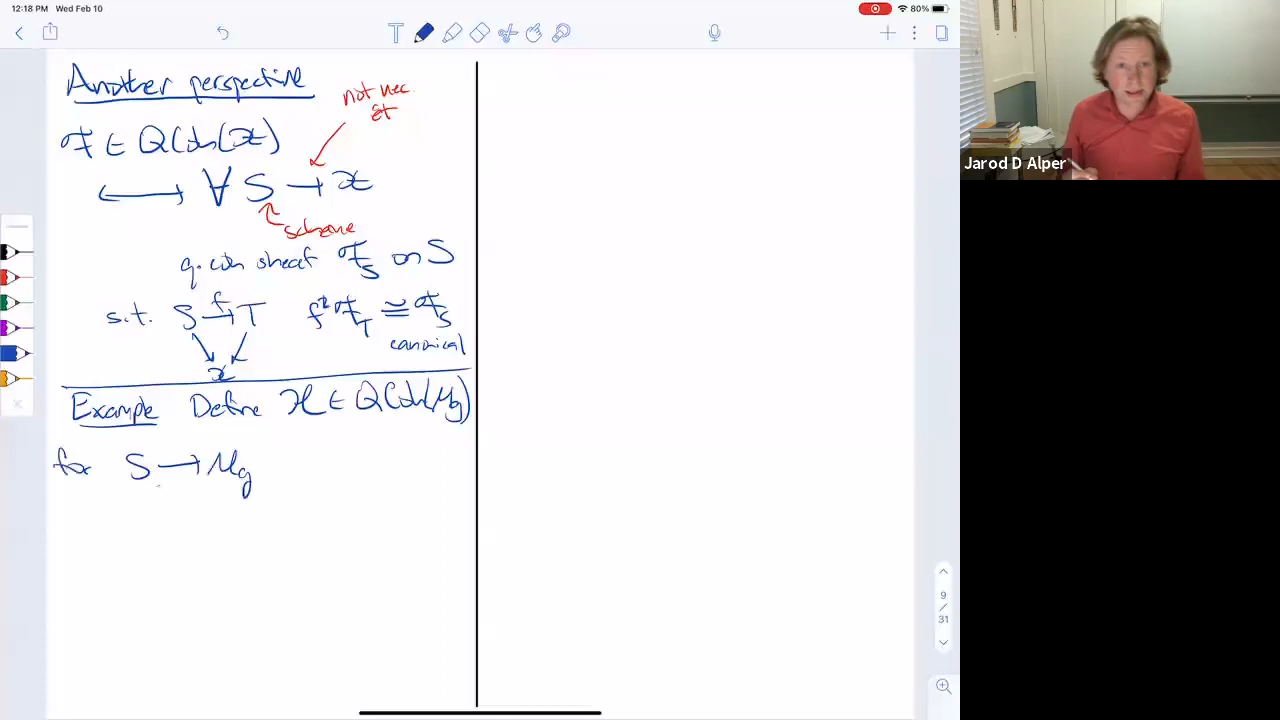 12:18 PM Wed Feb 10
80%
Another perspective
not nec
ét
ℱ ∈ QCoh(𝒳)
⟷ ∀ S → 𝒳
scheme
q. coh sheaf ℱ_S on S
s.t. S →^f T f^*ℱ_T ≅ ℱ_S
canonical
𝒳
Example Define ℋ ∈ QCoh(ℳ_g)
for S → ℳ_g
Jarod D Alper
9
/
31